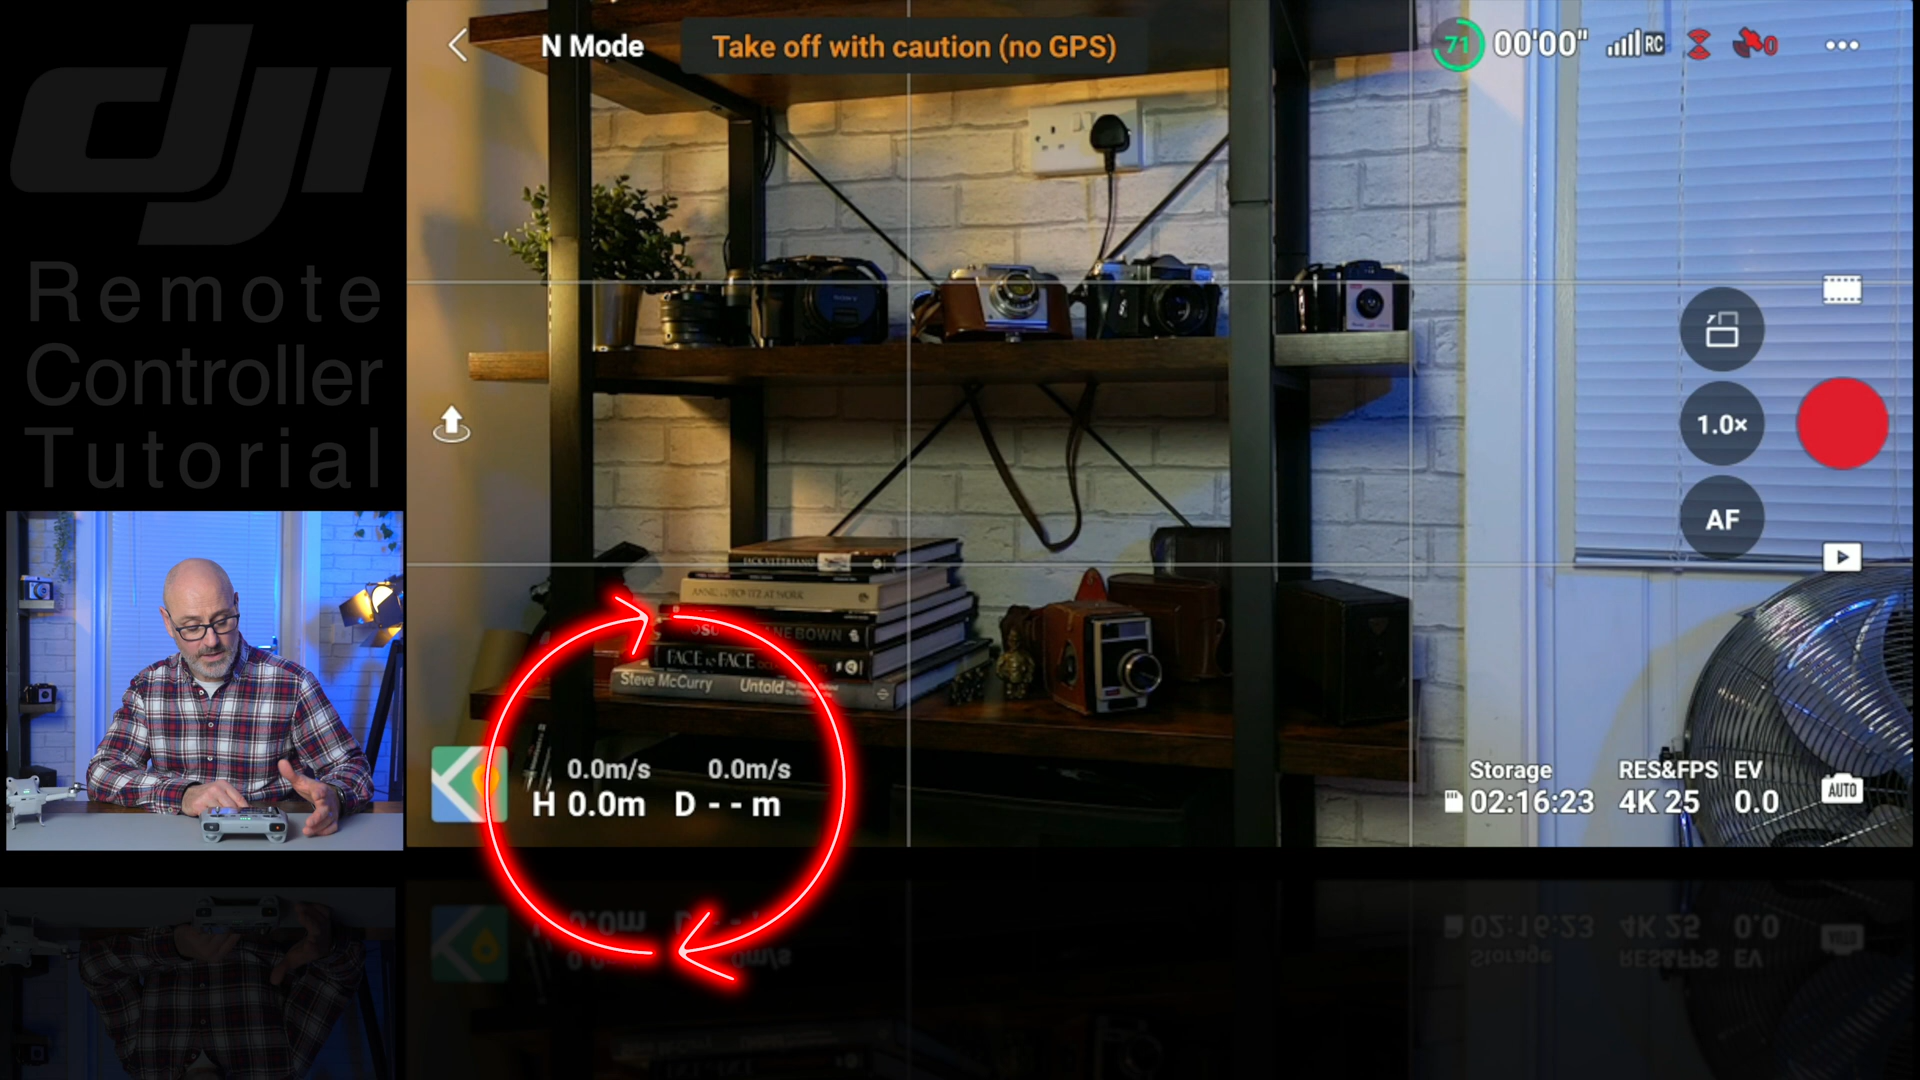 dji
Remote
Controller
Tutorial
N Mode
Take off with caution (no GPS)
71
00'00"
RC
0
1.0×
AF
SONY
FACE to FACE
Steve McCurry
Untold
0.0m/s
0.0m/s
H 0.0m
D - - m
Storage
02:16:23
RES&FPS
4K 25
EV
0.0
AUTO